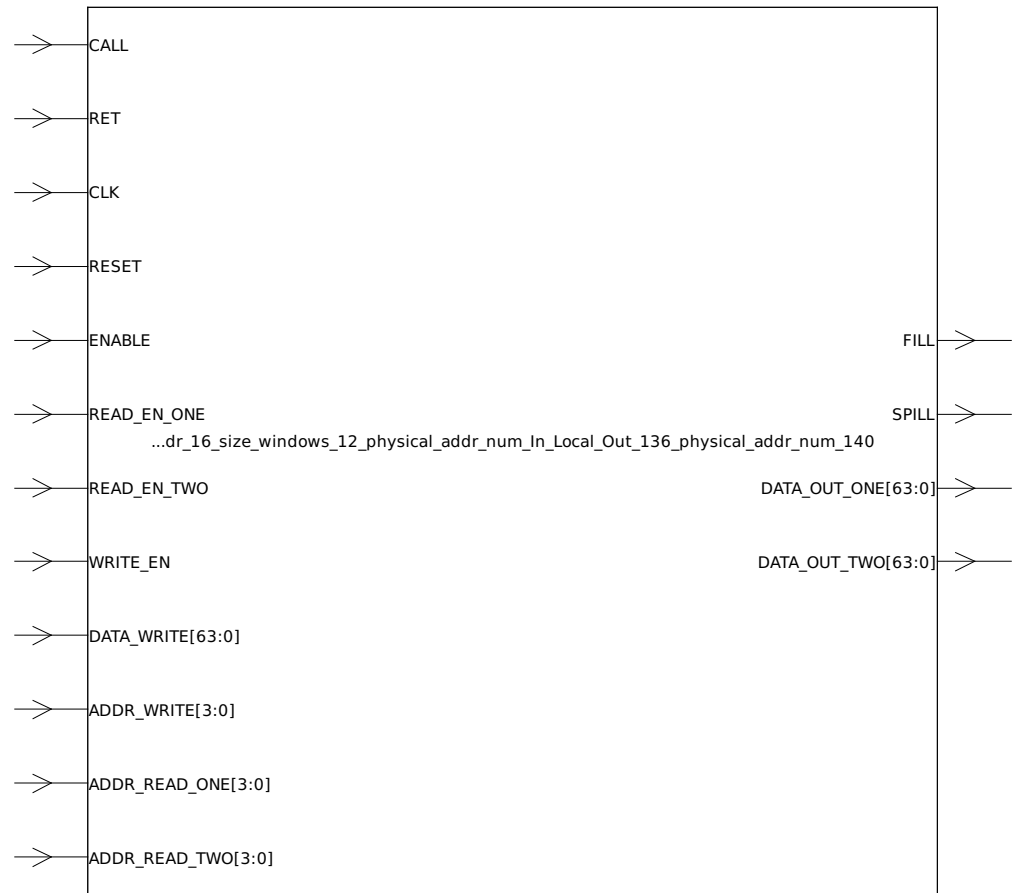 CALL
RET
CLK
RESET
ENABLE
FILL
READ_EN_ONE
SPILL
...dr_16_size_windows_12_physical_addr_num_In_Local_Out_136_physical_addr_num_140
READ_EN_TWO
DATA_OUT_ONE[63:0]
WRITE_EN
DATA_OUT_TWO[63:0]
DATA_WRITE[63:0]
ADDR_WRITE[3:0]
ADDR_READ_ONE[3:0]
ADDR_READ_TWO[3:0]